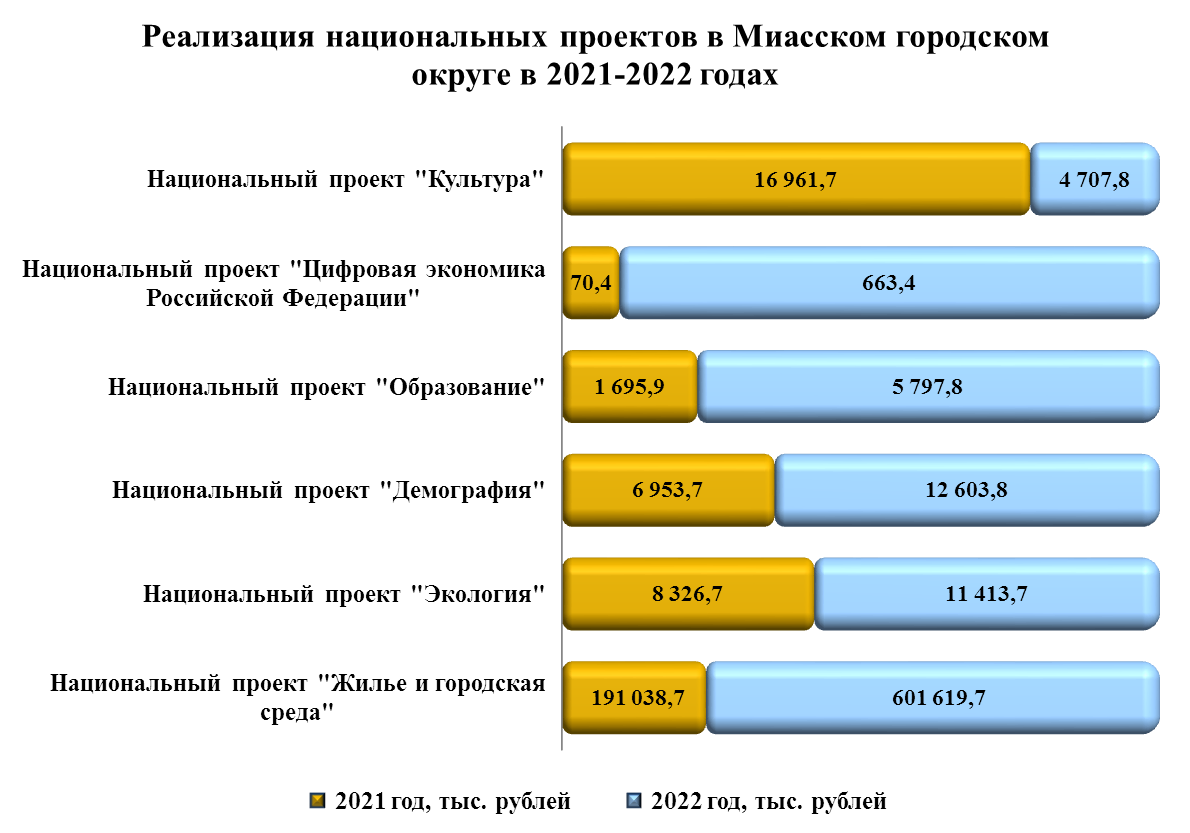 Реализация национальных проектов в Миасском городском
округе в 2021-2022 годах
Национальный проект "Культура"
16 961,7
4 707,8
Национальный проект "Цифровая экономика
Российской Федерации"
70,4
663,4
Национальный проект "Образование"
1 695,9
5 797,8
Национальный проект "Демография"
6 953,7
12 603,8
Национальный проект "Экология"
8 326,7
11 413,7
Национальный проект "Жилье и городская
среда"
191 038,7
601 619,7
2021 год, тыс. рублей
2022 год, тыс. рублей